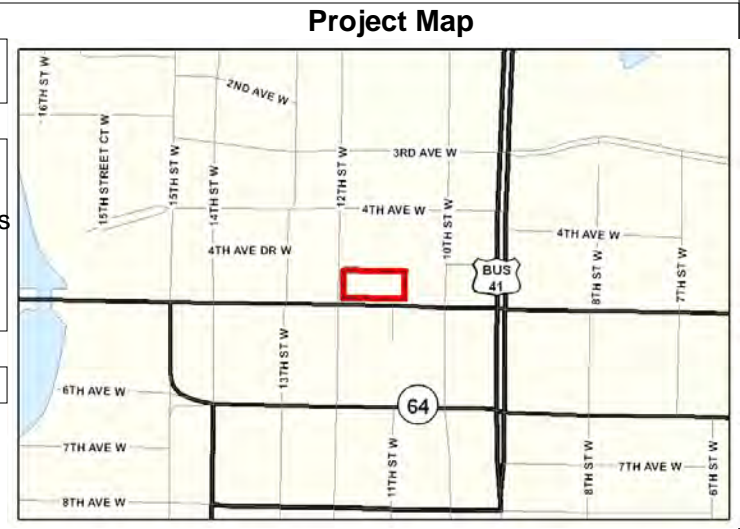 Project Map
16TH ST W
2ND AVE W
15TH STREET CT W
15TH ST W
14TH ST W
12TH ST W
3RD AVE W
s
4TH AVE W
10TH ST W
4TH AVE W
4TH AVE DR W
8TH ST W
7TH ST W
BUS
41
13TH ST W
6TH AVE W
64
7TH AVE W
11TH ST W
8TH ST W
7TH AVE W
6TH ST W
8TH AVE W